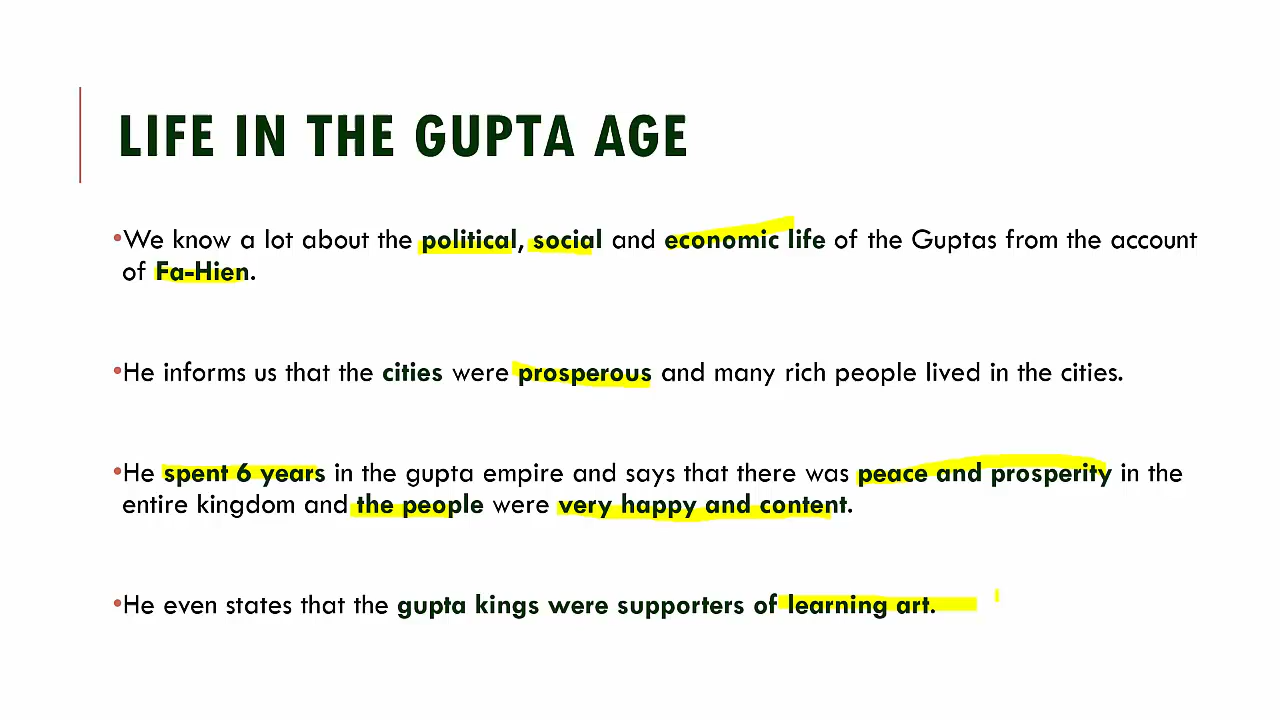 LIFE IN THE GUPTA AGE
•We know a lot about the political, social and economic life of the Guptas from the account
of Fa-Hien.
•He informs us that the cities were prosperous and many rich people lived in the cities.
•He spent 6 years in the gupta empire and says that there was peace and prosperity in the
entire kingdom and the people were very happy and content.
•He even states that the gupta kings were supporters of learning art.